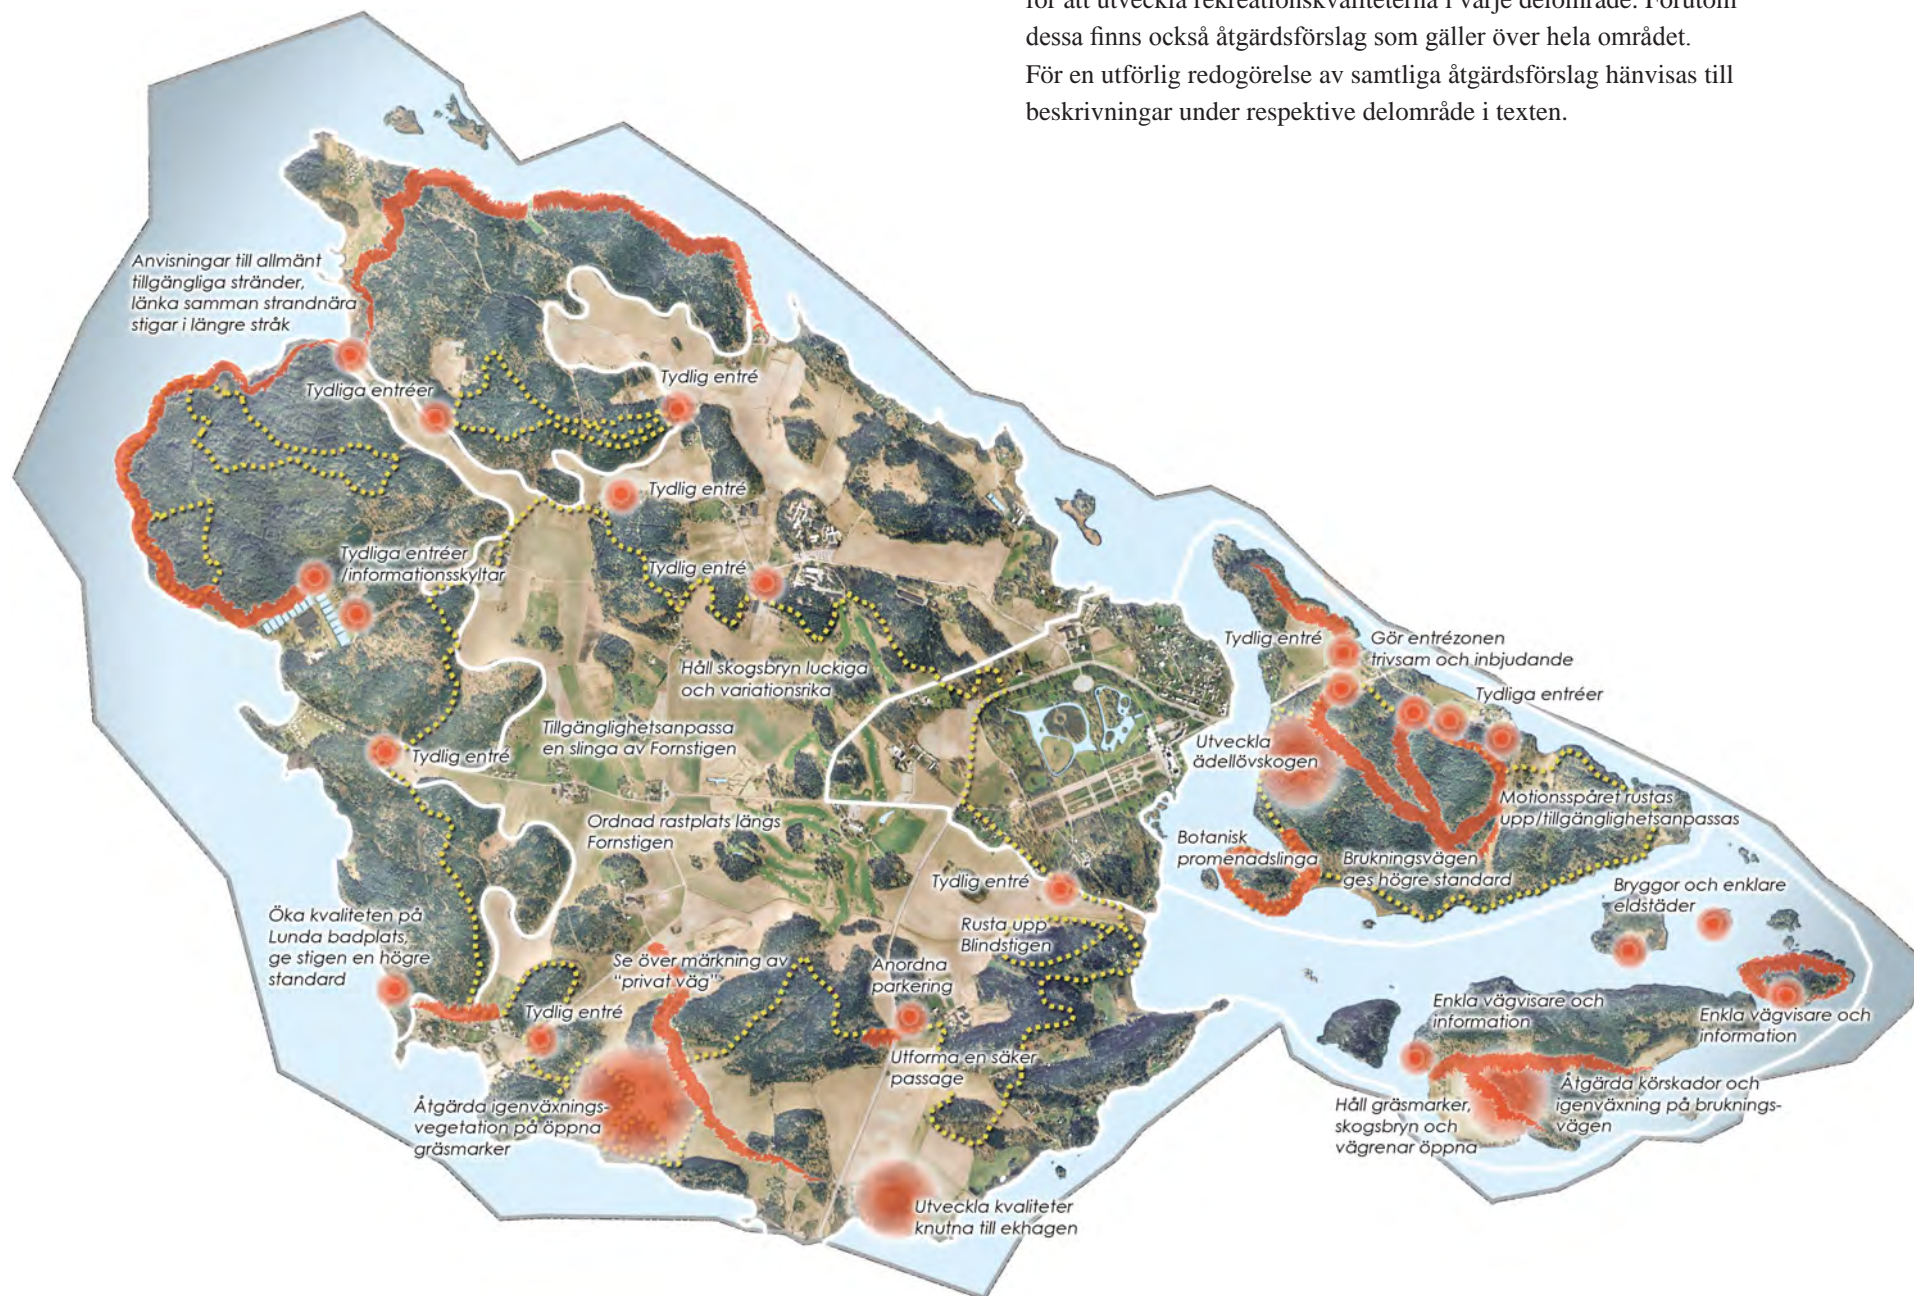 för att utveckla rekreationskvaliteterna i varje delområde. Förutom
dessa finns också åtgärdsförslag som gäller över hela området.
För en utförlig redogörelse av samtliga åtgärdsförslag hänvisas till
beskrivningar under respektive delområde i texten.
Anvisningar till allmänt
tillgängliga stränder,
länka samman strandnära
stigar i längre stråk
Tydliga entréer
Tydlig entré
Tydlig entré
Tydliga entréer
/informationsskyltar
Tydlig entré
Håll skogsbryn luckiga
och variationsrika
Tillgänglighetsanpassa
en slinga av Fornstigen
Tydlig entré
Ordnad rastplats längs
Fornstigen
Tydlig entré
Gör entrézonen
trivsam och inbjudande
Tydliga entréer
Utveckla
ädellövskogen
Motionsspåret rustas
upp/tillgänglighetsanpassas
Botanisk
promenadslinga
Brukningsvägen
ges högre standard
Bryggor och enklare
eldstäder
Tydlig entré
Rusta upp
Blindstigen
Öka kvaliteten på
Lunda badplats,
ge stigen en högre
standard
Se över märkning av
"privat väg"
Anordna
parkering
Tydlig entré
Utforma en säker
passage
Enkla vägvisare och
information
Enkla vägvisare och
information
Åtgärda igenväxnings-
vegetation på öppna
gräsmarker
Håll gräsmarker,
skogsbryn och
vägrenar öppna
Åtgärda körskador och
igenväxning på bruknings-
vägen
Utveckla kvaliteter
knutna till ekhagen